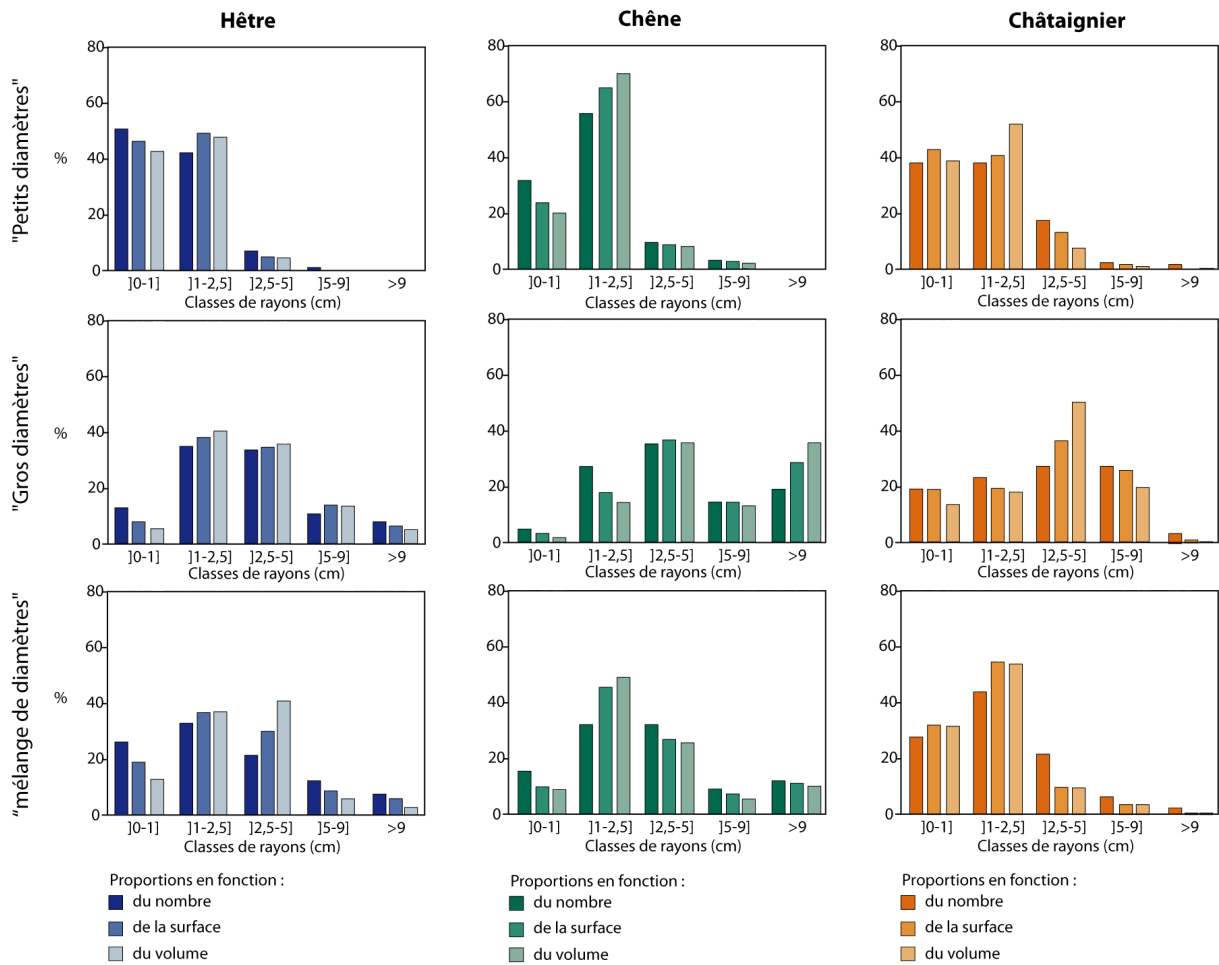 Hêtre
Chêne
Châtaignier
"Petits diamètres"
%
80
60
40
20
0
]0-1] ]1-2,5] ]2,5-5] ]5-9] >9
Classes de rayons (cm)
80
60
40
20
0
]0-1] ]1-2,5] ]2,5-5] ]5-9] >9
Classes de rayons (cm)
80
60
40
20
0
]0-1] ]1-2,5] ]2,5-5] ]5-9] >9
Classes de rayons (cm)
"Gros diamètres"
%
80
60
40
20
0
]0-1] ]1-2,5] ]2,5-5] ]5-9] >9
Classes de rayons (cm)
80
60
40
20
0
]0-1] ]1-2,5] ]2,5-5] ]5-9] >9
Classes de rayons (cm)
80
60
40
20
0
]0-1] ]1-2,5] ]2,5-5] ]5-9] >9
Classes de rayons (cm)
“mélange de diamètres"
%
80
60
40
20
0
]0-1] ]1-2,5] ]2,5-5] ]5-9] >9
Classes de rayons (cm)
80
60
40
20
0
]0-1] ]1-2,5] ]2,5-5] ]5-9] >9
Classes de rayons (cm)
80
60
40
20
0
]0-1] ]1-2,5] ]2,5-5] ]5-9] >9
Classes de rayons (cm)
Proportions en fonction :
du nombre
de la surface
du volume
Proportions en fonction :
du nombre
de la surface
du volume
Proportions en fonction :
du nombre
de la surface
du volume